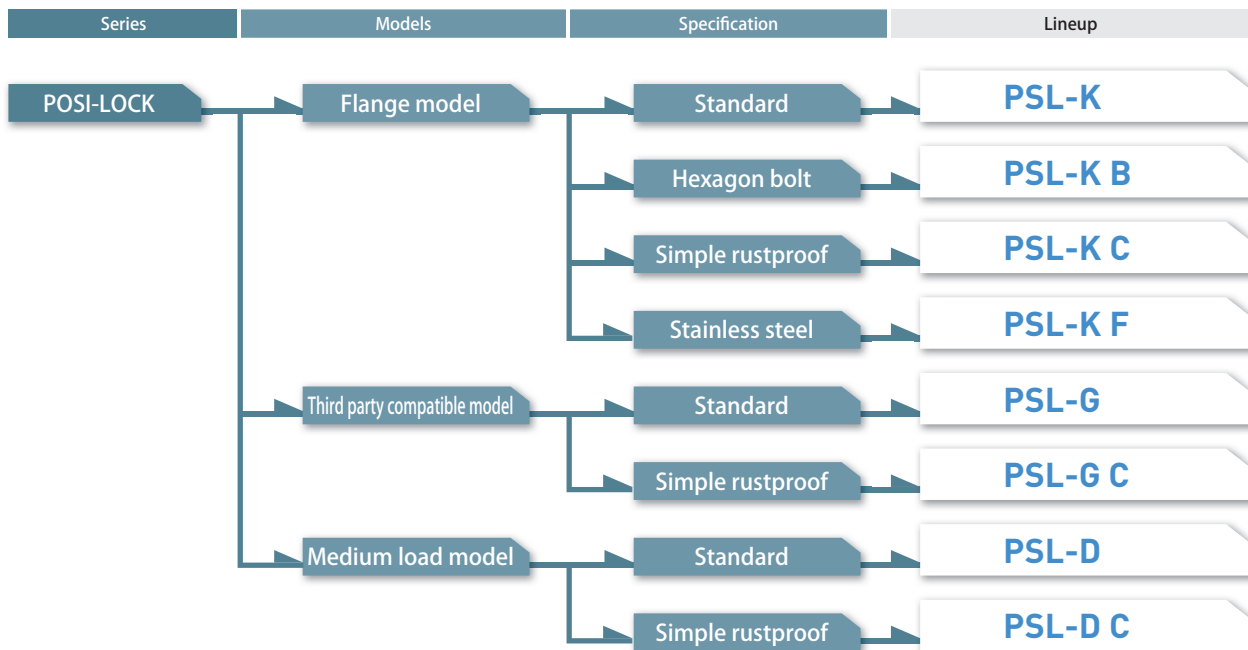 Series
Models
Specification
Lineup
POSI-LOCK
Flange model
Standard
PSL-K
Hexagon bolt
PSL-K B
Simple rustproof
PSL-K C
Stainless steel
PSL-K F
Third party compatible model
Standard
PSL-G
Simple rustproof
PSL-G C
Medium load model
Standard
PSL-D
Simple rustproof
PSL-D C